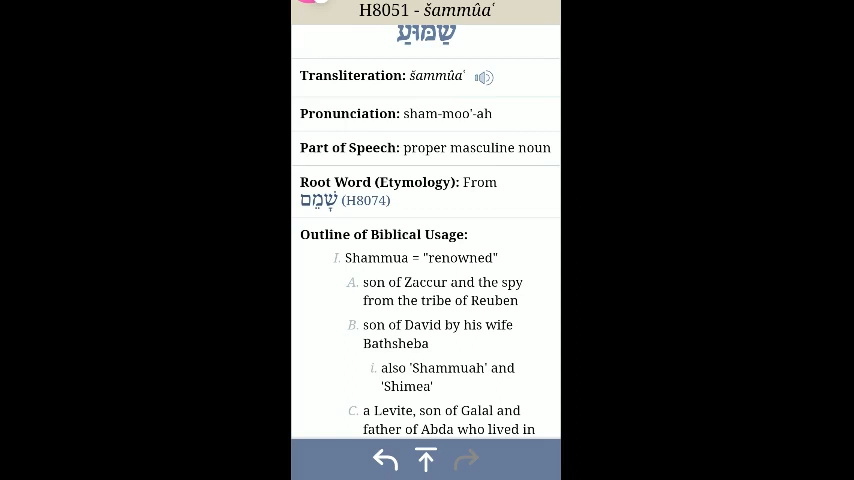 H8051 - šammûaʿ
שַׁמּוּעַ
Transliteration: šammûaʿ
Pronunciation: sham-moo'-ah
Part of Speech: proper masculine noun
Root Word (Etymology): From
שָׁמֵם (H8074)
Outline of Biblical Usage:
I. Shammua = "renowned"
A. son of Zaccur and the spy
from the tribe of Reuben
B. son of David by his wife
Bathsheba
i. also 'Shammuah' and
'Shimea'
C. a Levite, son of Galal and
father of Abda who lived in